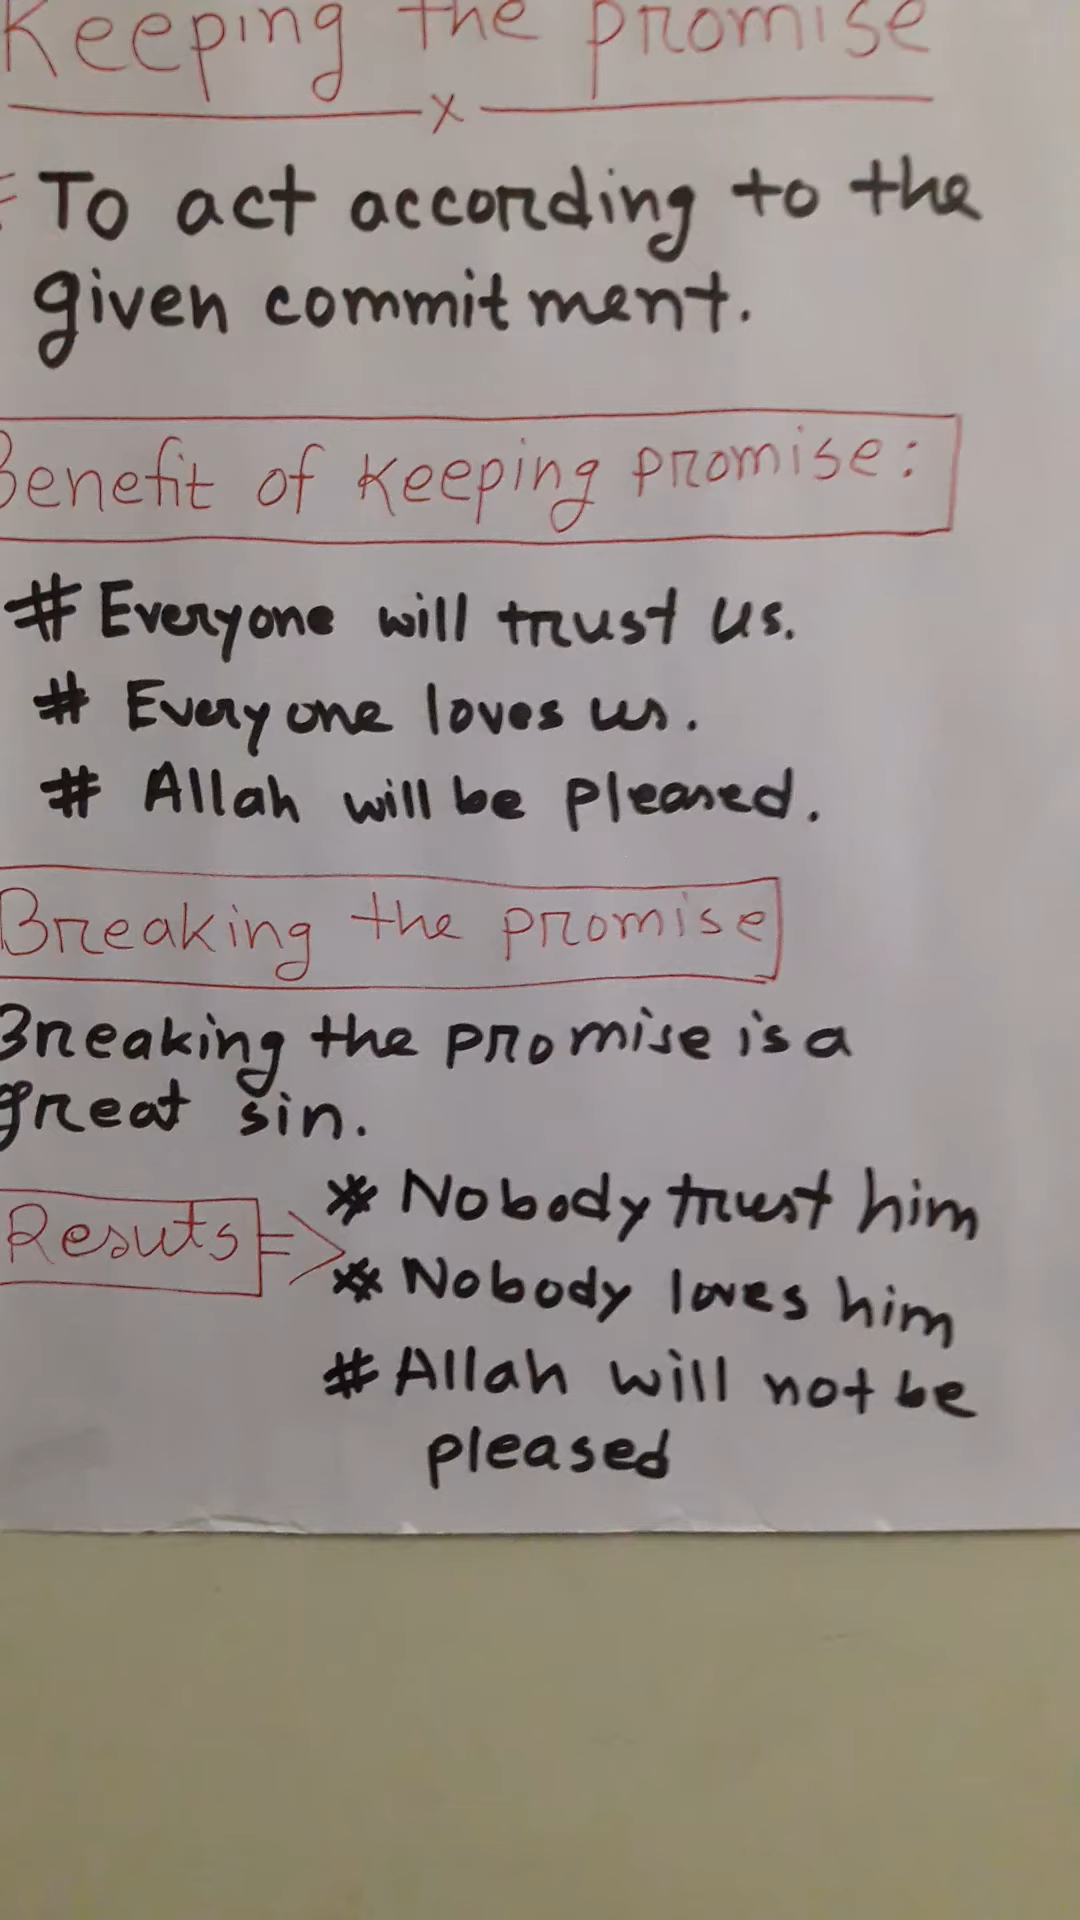 Keeping the promise
x
= To act according to the
given commitment.
Benefit of keeping promise:
# Everyone will trust us.
# Everyone loves us.
# Allah will be pleased.
Breaking the promise
Breaking the promise is a
great sin.
* Nobody trust him
Resuts =>
* Nobody loves him
# Allah will not be
pleased